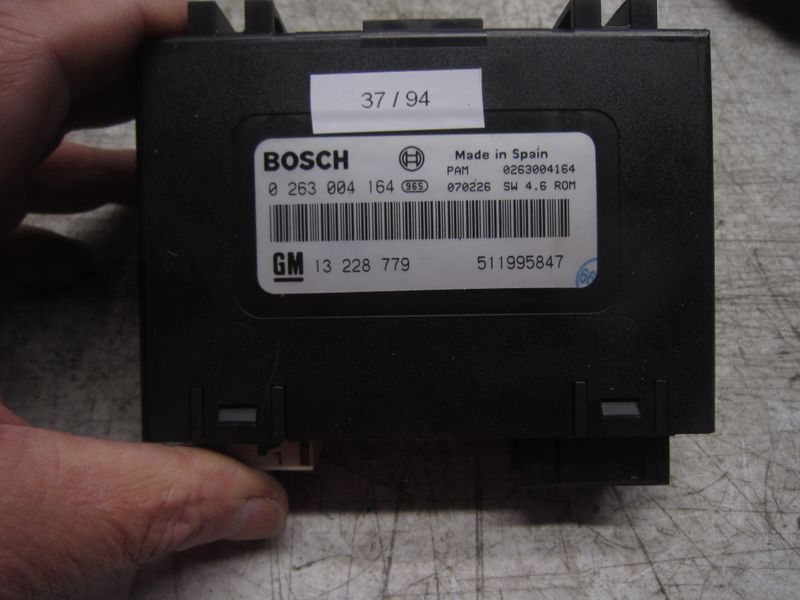 37 / 94
BOSCH Made in Spain
PAM 0263004164
0 263 004 164 965 070226 SW 4.6 ROM
GM 13 228 779 511995847